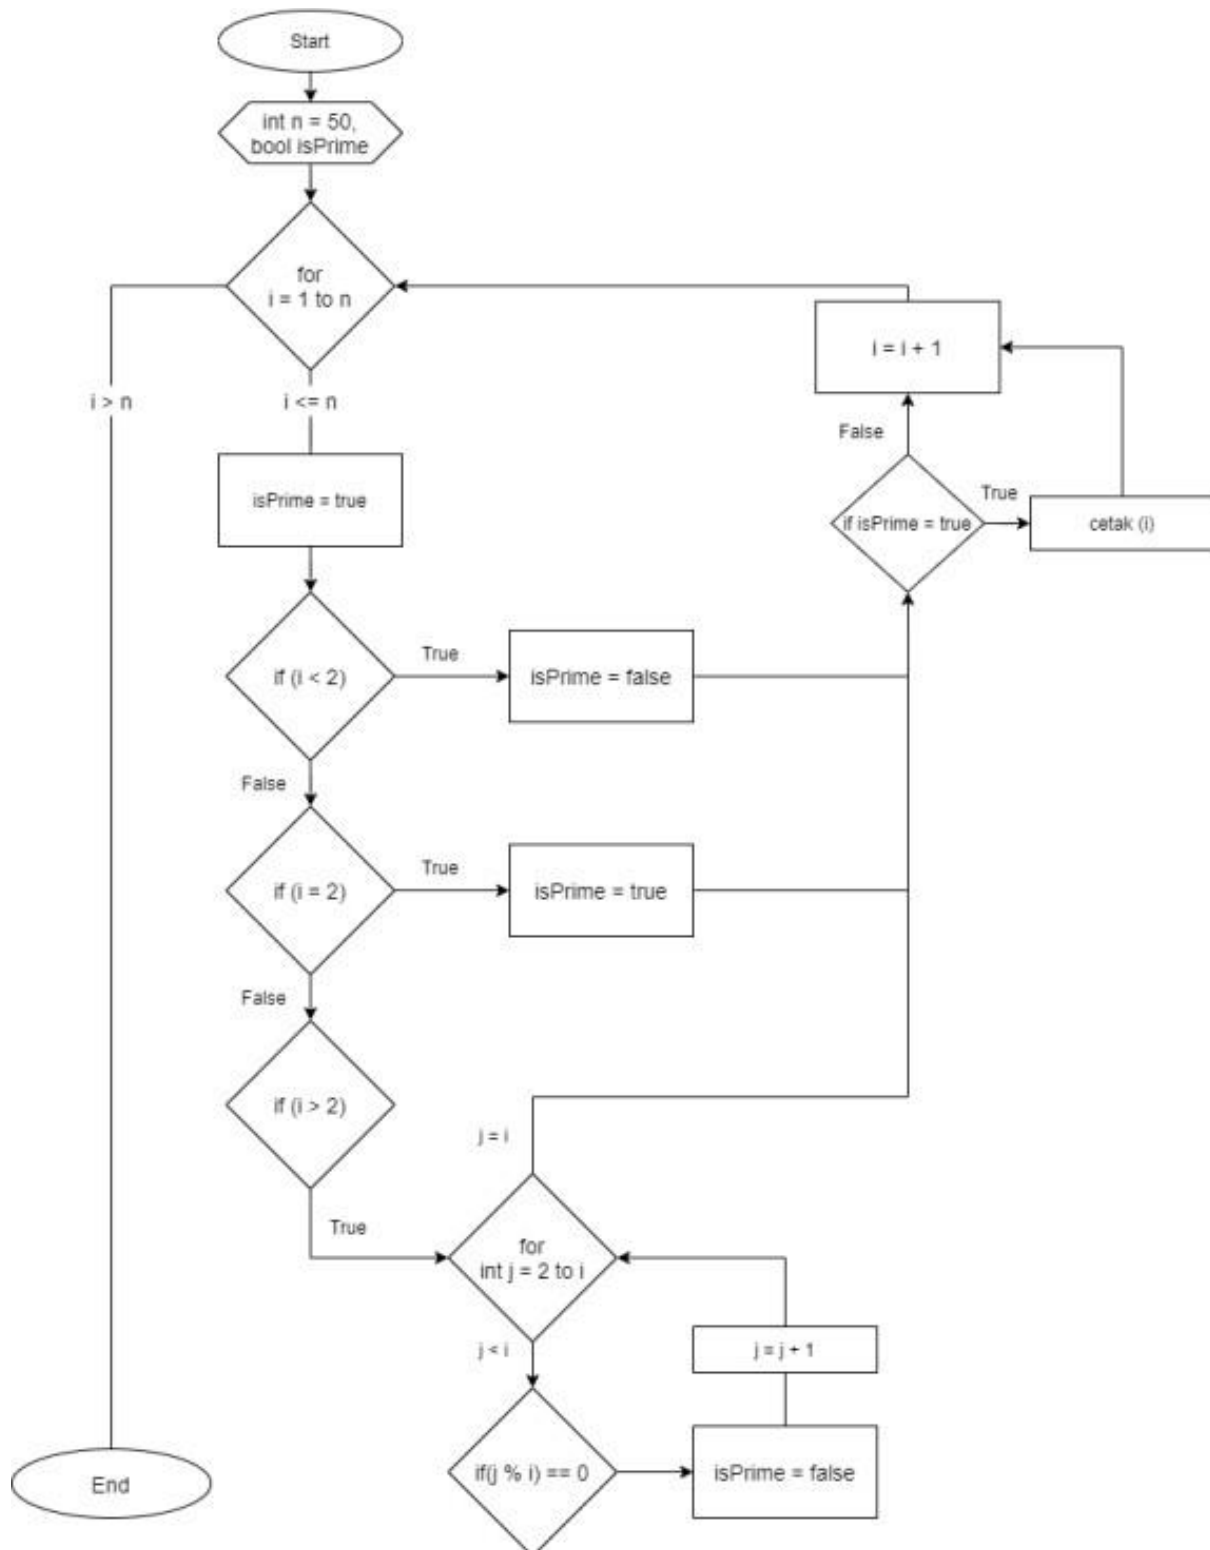 Start
int n = 50,
bool isPrime
for
i = 1 to n
i > n
i <= n
i = i + 1
False
isPrime = true
if isPrime = true
True
cetak (i)
if (i < 2)
True
isPrime = false
False
if (i = 2)
True
isPrime = true
False
if (i > 2)
j = i
True
for
int j = 2 to i
j < i
j = j + 1
if(j % i) == 0
isPrime = false
End